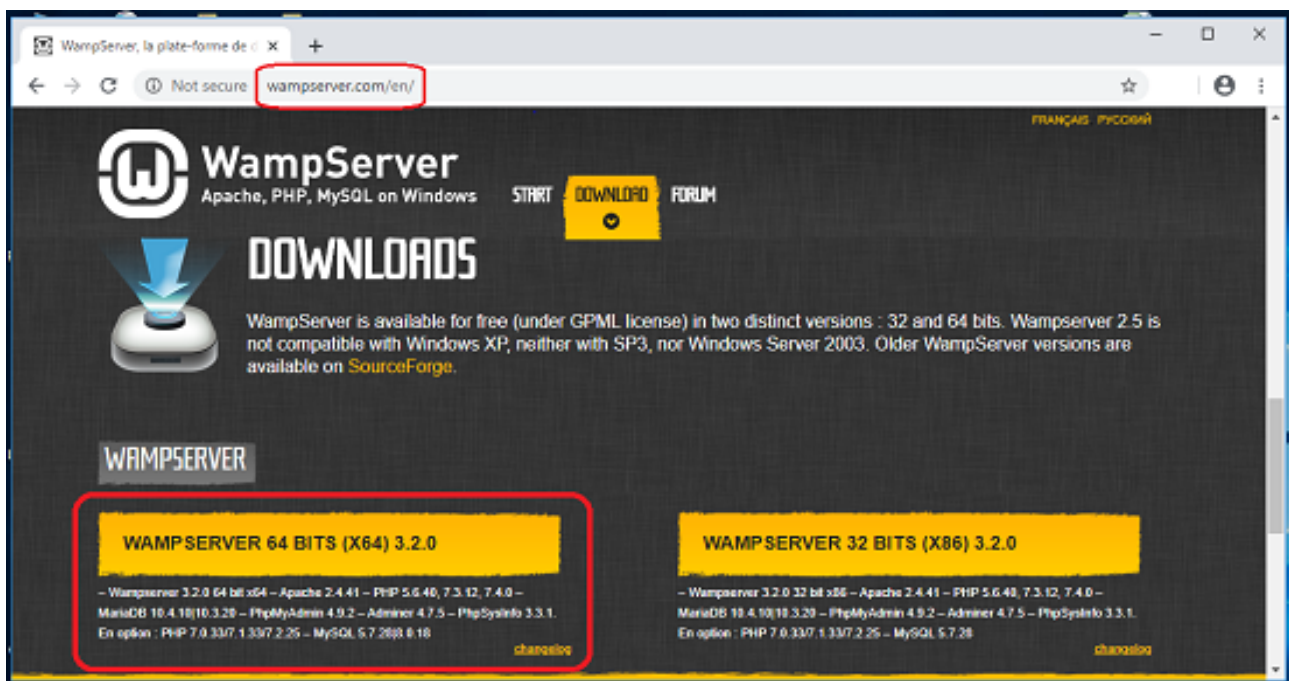 WampServer, la plate-forme de d
Not secure
wampserver.com/en/
FRANÇAIS РУССКИЙ
WampServer
Apache, PHP, MySQL on Windows
START DOWNLOAD FORUM
DOWNLOADS
WampServer is available for free (under GPML license) in two distinct versions : 32 and 64 bits. Wampserver 2.5 is
not compatible with Windows XP, neither with SP3, nor Windows Server 2003. Older WampServer versions are
available on SourceForge.
WAMPSERVER
WAMPSERVER 64 BITS (X64) 3.2.0
– Wampserver 3.2.0 64 bit x64 – Apache 2.4.41 – PHP 5.6.40, 7.3.12, 7.4.0 –
MariaDB 10.4.10|10.3.20 – PhpMyAdmin 4.9.2 – Adminer 4.7.5 – PhpSysInfo 3.3.1.
En option : PHP 7.0.33/7.1.33/7.2.25 – MySQL 5.7.28|8.0.18
changelog
WAMPSERVER 32 BITS (X86) 3.2.0
– Wampserver 3.2.0 32 bit x86 – Apache 2.4.41 – PHP 5.6.40, 7.3.12, 7.4.0 –
MariaDB 10.4.10|10.3.20 – PhpMyAdmin 4.9.2 – Adminer 4.7.5 – PhpSysInfo 3.3.1.
En option : PHP 7.0.33/7.1.33/7.2.25 – MySQL 5.7.28
changelog